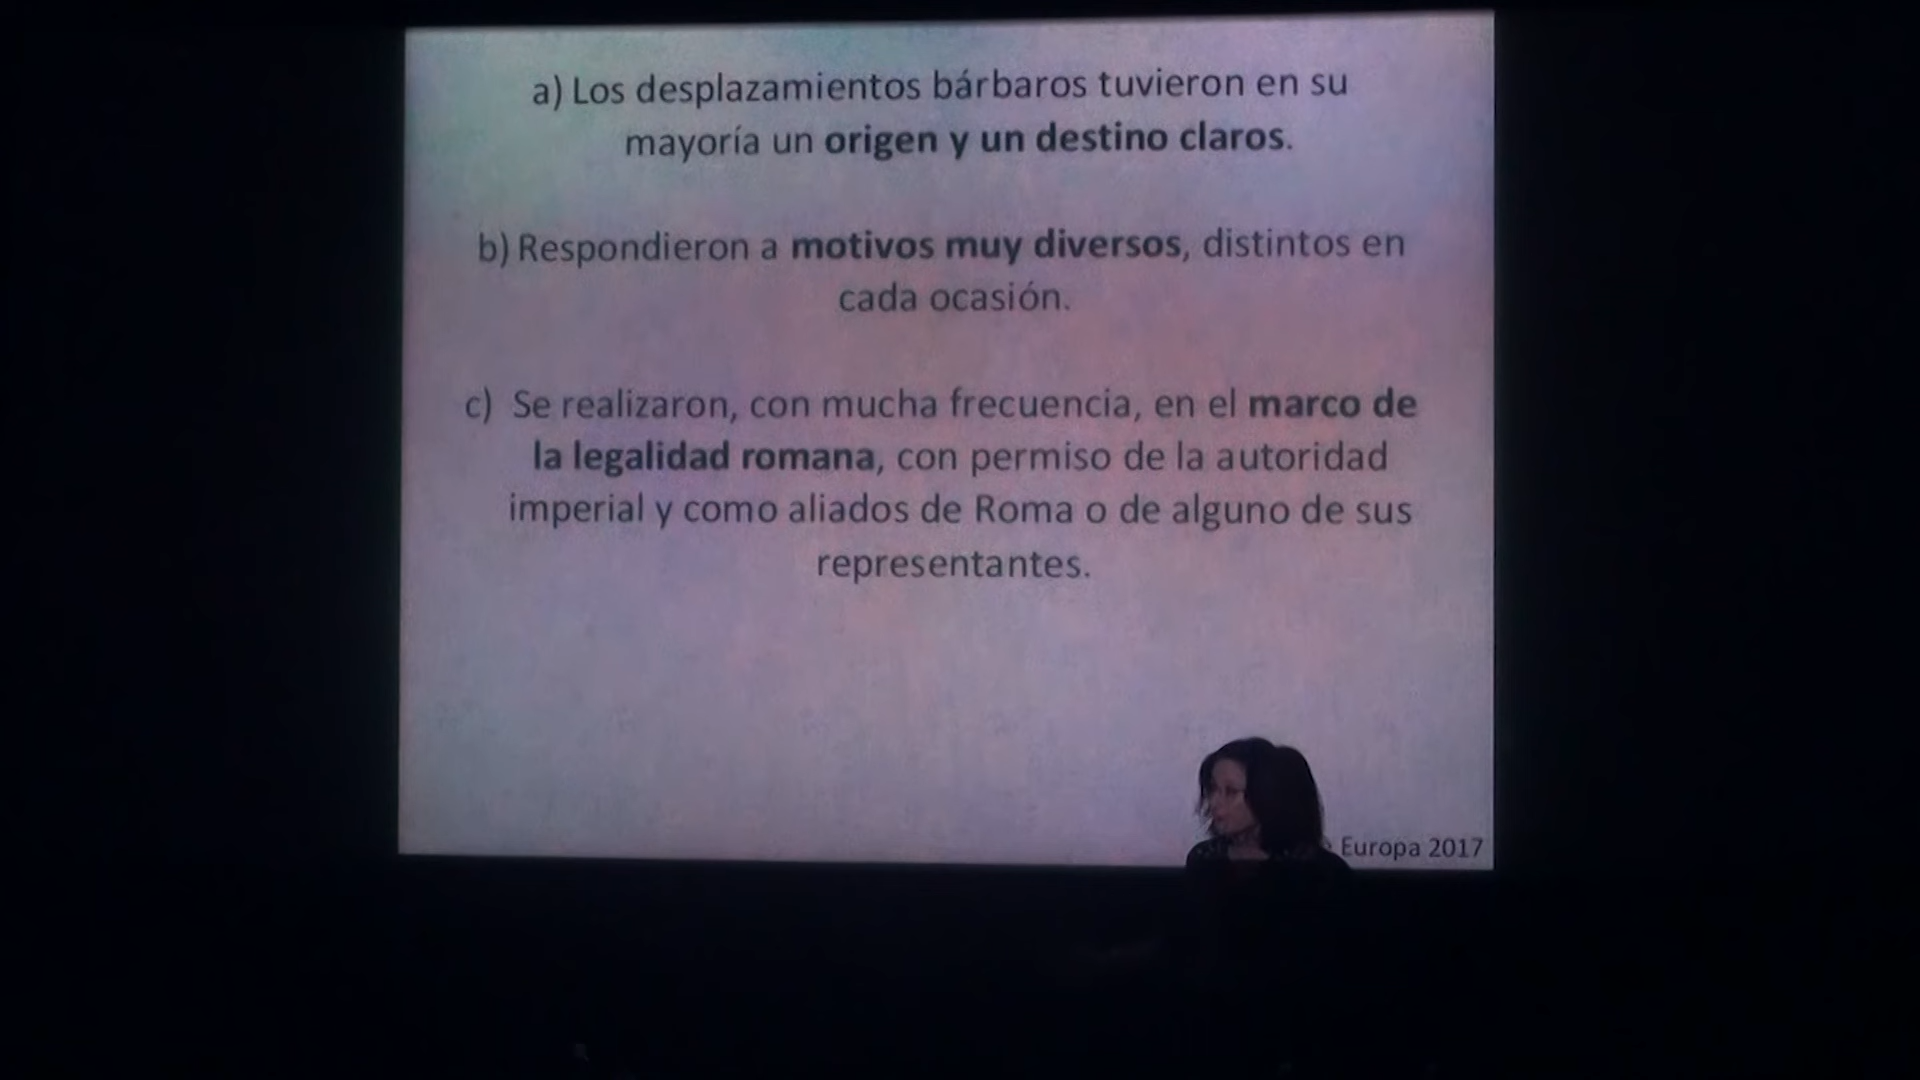 a) Los desplazamientos bárbaros tuvieron en su
mayoría un origen y un destino claros.
b) Respondieron a motivos muy diversos, distintos en
cada ocasión.
c) Se realizaron, con mucha frecuencia, en el marco de
la legalidad romana, con permiso de la autoridad
imperial y como aliados de Roma o de alguno de sus
representantes.
Europa 2017